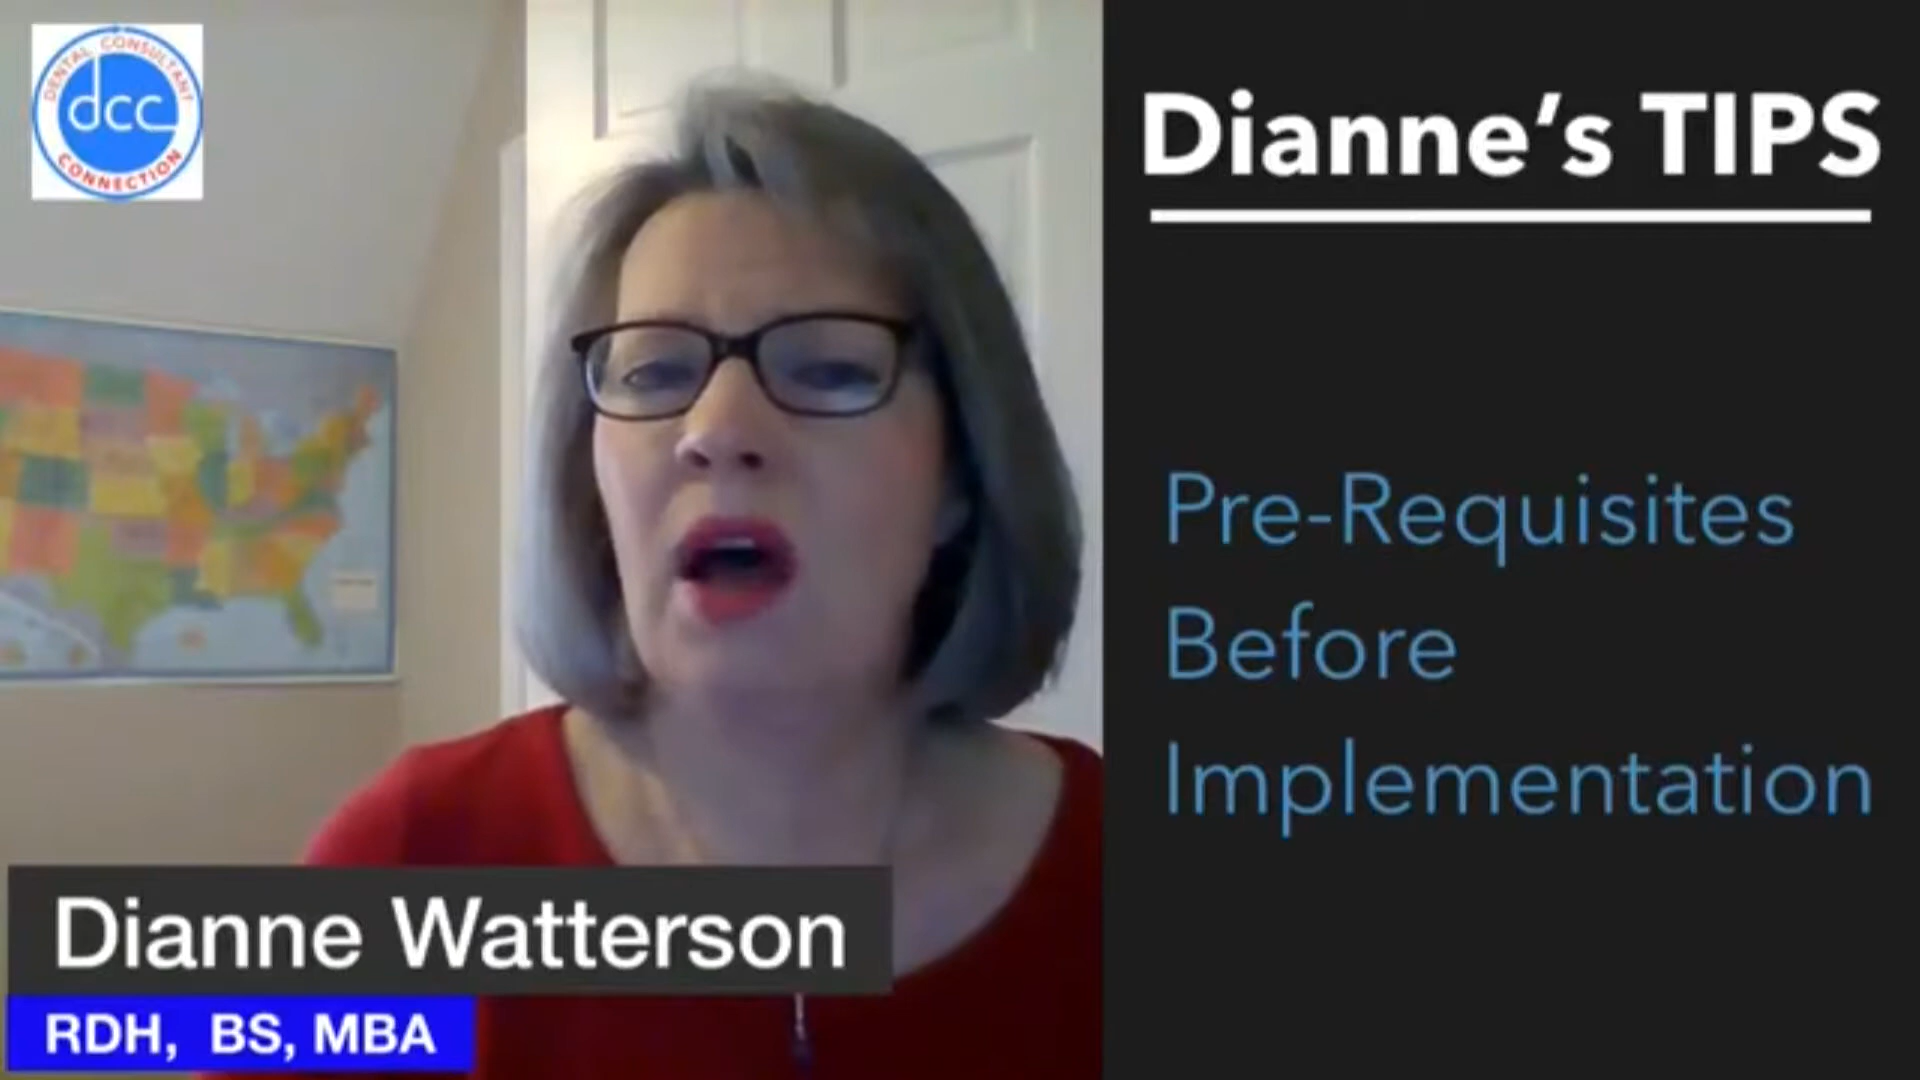 DENTAL CONSULTANT
dcc
CONNECTION
Dianne's TIPS
Pre-Requisites
Before
Implementation
Dianne Watterson
RDH, BS, MBA